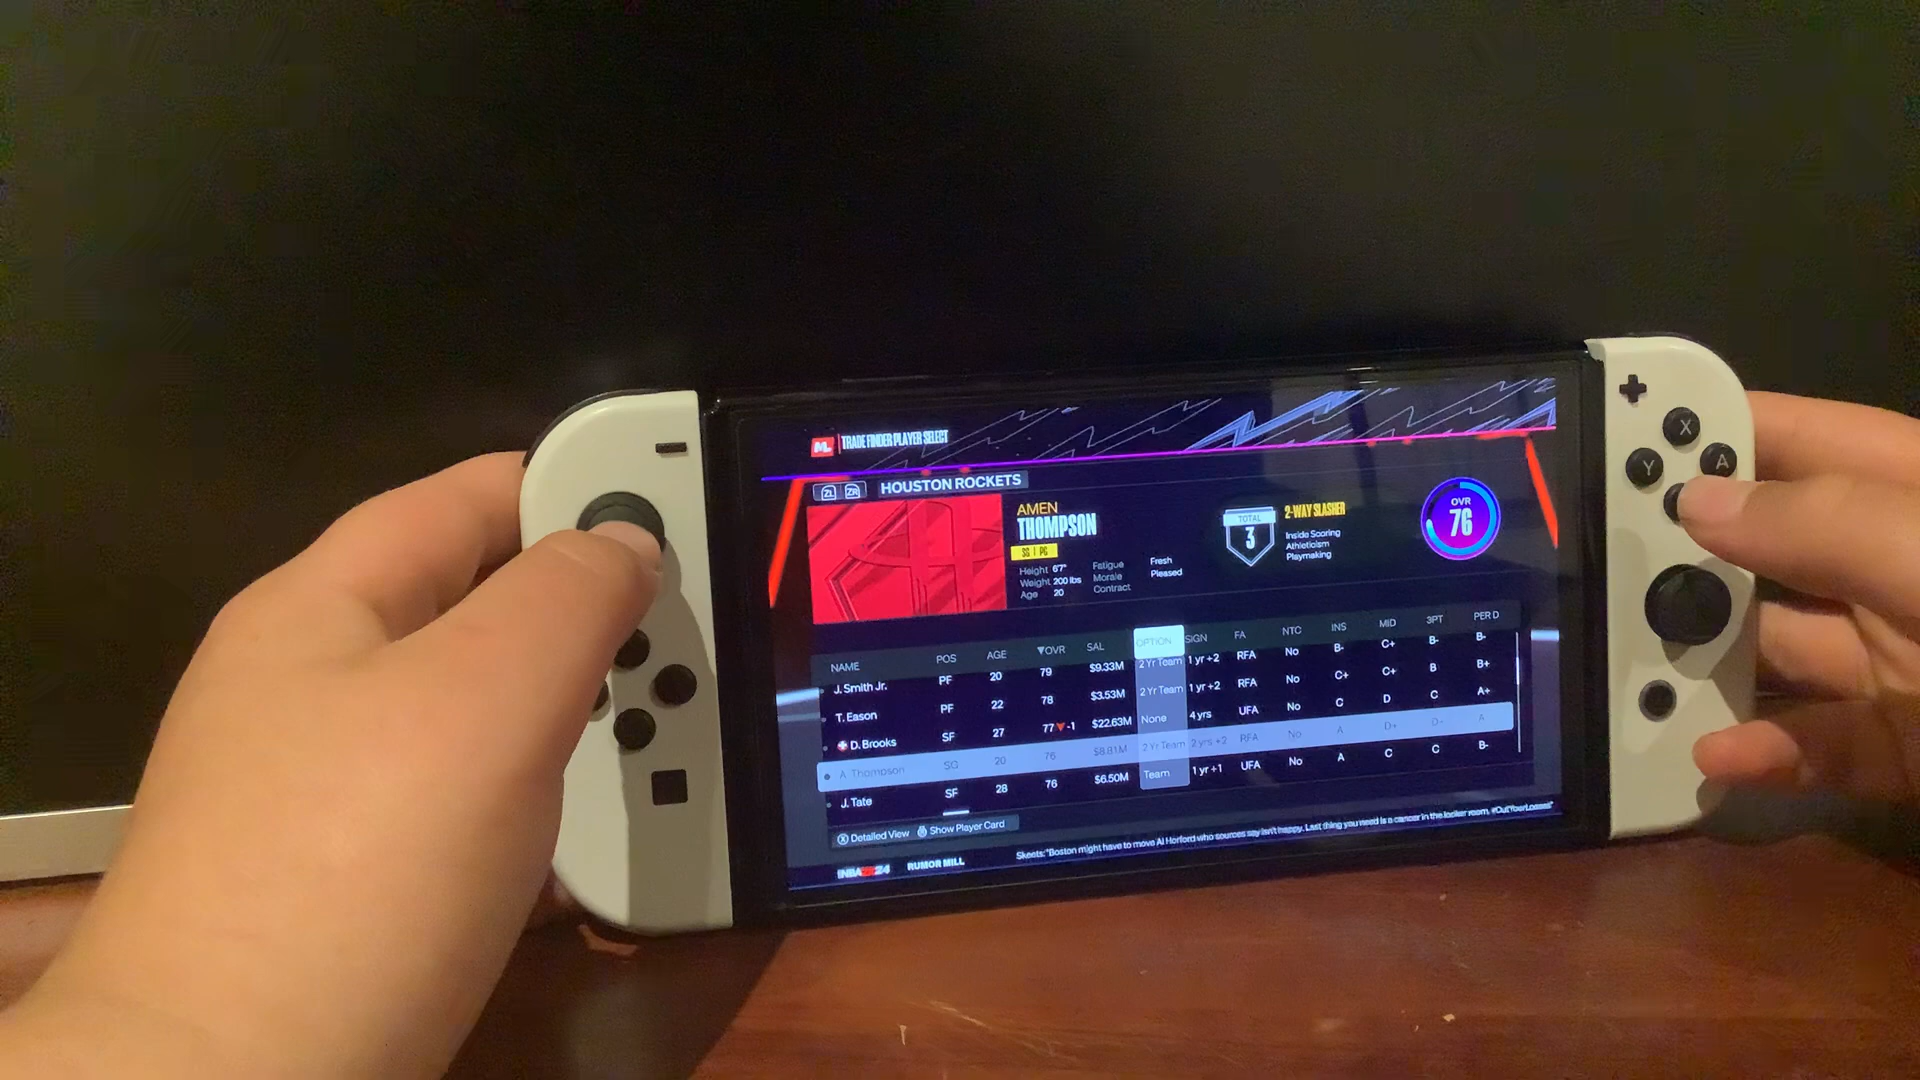 TRADE FINDER PLAYER SELECT
ZL ZR HOUSTON ROCKETS
AMEN
THOMPSON
SG | PG
Height 6'7"
Weight 200 lbs
Age 20
Fatigue Fresh
Morale Pleased
Contract
TOTAL
3
2-WAY SLASHER
Inside Scoring
Athleticism
Playmaking
OVR
76
NAME POS AGE ▼OVR SAL OPTION SIGN FA NTC INS MID 3PT PER D
J. Smith Jr. PF 20 79 $9.33M 2 Yr Team 1 yr +2 RFA No B- C+ B- B-
T. Eason PF 22 78 $3.53M 2 Yr Team 1 yr +2 RFA No C+ C+ B B+
D. Brooks SF 27 77▼-1 $22.63M None 4 yrs UFA No C D C A+
A. Thompson SG 20 76 $8.81M 2 Yr Team 2 yrs +2 RFA No A D+ D- A
J. Tate SF 28 76 $6.50M Team 1 yr +1 UFA No A C C B-
X Detailed View R Show Player Card
NBA 2K24 RUMOR MILL Skeets: "Boston might have to move Al Horford who sources say isn't happy. Last thing you need is a cancer in the locker room. #CutYourLosses"
X
Y
A